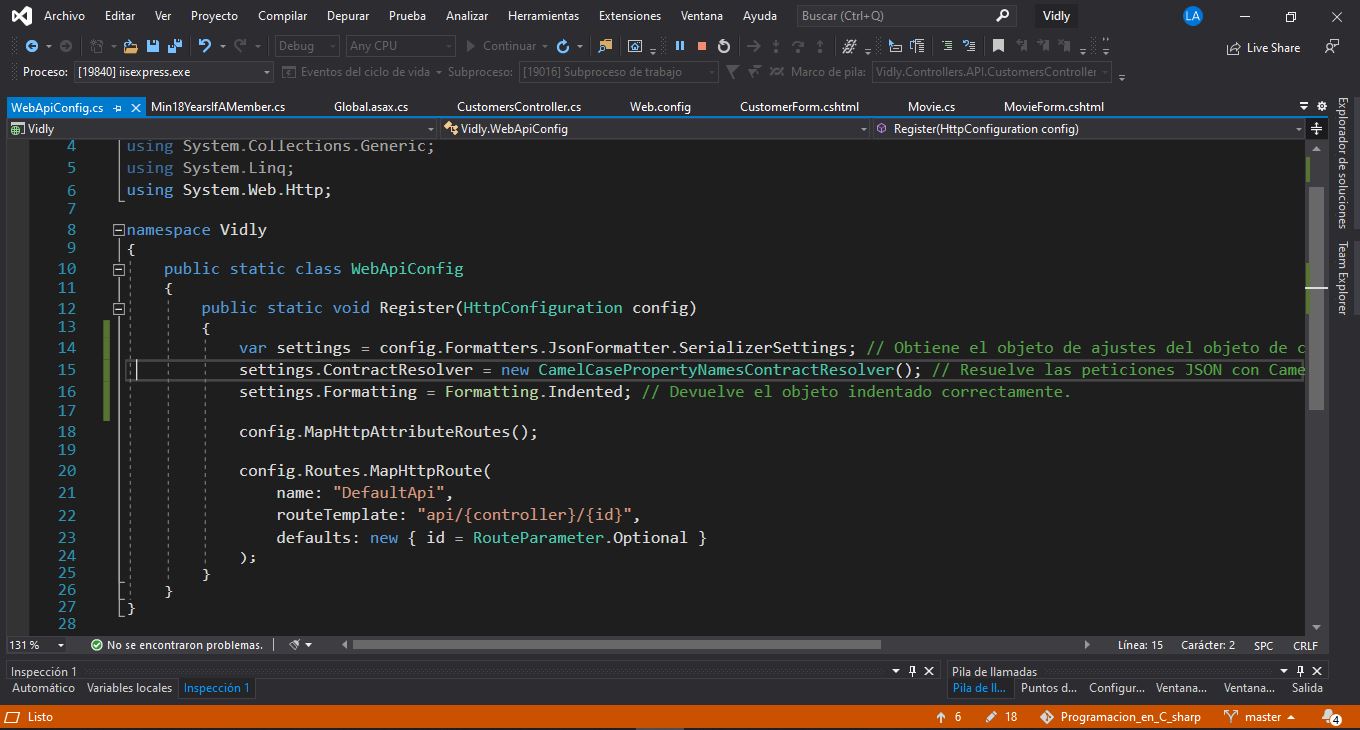 Archivo Editar Ver Proyecto Compilar Depurar Prueba Analizar Herramientas Extensiones Ventana Ayuda Buscar (Ctrl+Q) Vidly LA
Debug Any CPU Continuar Live Share
Proceso: [19840] iisexpress.exe Eventos del ciclo de vida Subproceso: [19016] Subproceso de trabajo Marco de pila: Vidly.Controllers.API.CustomersController
WebApiConfig.cs Min18YearsIfAMember.cs Global.asax.cs CustomersController.cs Web.config CustomerForm.cshtml Movie.cs MovieForm.cshtml
Vidly Vidly.WebApiConfig Register(HttpConfiguration config)
4 using System.Collections.Generic;
5 using System.Linq;
6 using System.Web.Http;
7
8 namespace Vidly
9 {
10 public static class WebApiConfig
11 {
12 public static void Register(HttpConfiguration config)
13 {
14 var settings = config.Formatters.JsonFormatter.SerializerSettings; // Obtiene el objeto de ajustes del objeto de c
15 settings.ContractResolver = new CamelCasePropertyNamesContractResolver(); // Resuelve las peticiones JSON con Came
16 settings.Formatting = Formatting.Indented; // Devuelve el objeto indentado correctamente.
17
18 config.MapHttpAttributeRoutes();
19
20 config.Routes.MapHttpRoute(
21 name: "DefaultApi",
22 routeTemplate: "api/{controller}/{id}",
23 defaults: new { id = RouteParameter.Optional }
24 );
25 }
26 }
27 }
28
Explorador de soluciones
Team Explorer
131 % No se encontraron problemas. Línea: 15 Carácter: 2 SPC CRLF
Inspección 1 Pila de llamadas
Automático Variables locales Inspección 1 Pila de ll... Puntos d... Configur... Ventana... Ventana... Salida
Listo 6 18 Programacion_en_C_sharp master 4